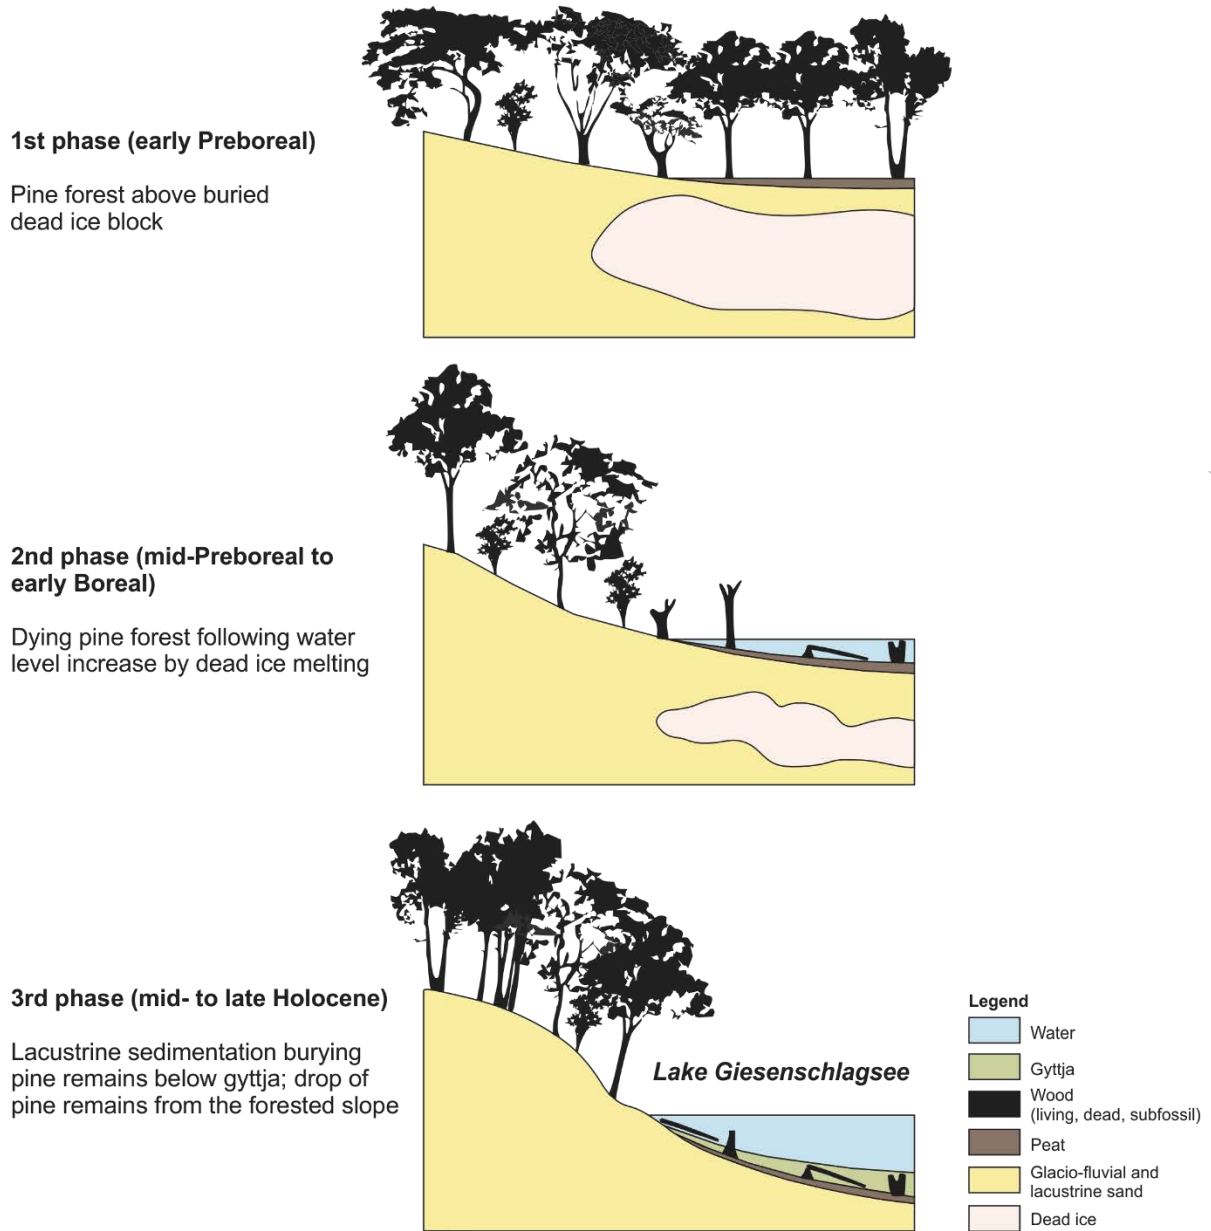 1st phase (early Preboreal)
Pine forest above buried
dead ice block
2nd phase (mid-Preboreal to
early Boreal)
Dying pine forest following water
level increase by dead ice melting
3rd phase (mid- to late Holocene)
Lacustrine sedimentation burying
pine remains below gyttja; drop of
pine remains from the forested slope
Lake Giesenschlagsee
Legend
Water
Gyttja
Wood
(living, dead, subfossil)
Peat
Glacio-fluvial and
lacustrine sand
Dead ice